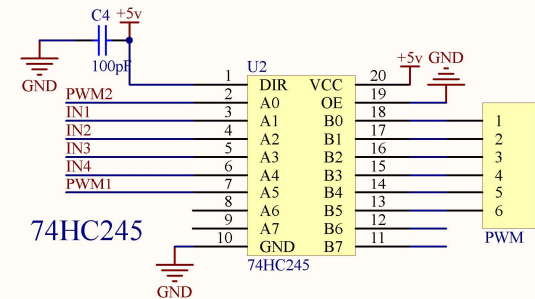 C4
+5v
100pF
GND
U2
+5v
GND
1 DIR VCC 20
PWM2 2 A0 OE 19
IN1 3 A1 B0 18 1
IN2 4 A2 B1 17 2
IN3 5 A3 B2 16 3
IN4 6 A4 B3 15 4
PWM1 7 A5 B4 14 5
8 A6 B5 13 6
9 A7 B6 12
10 GND B7 11
74HC245
74HC245
PWM
GND